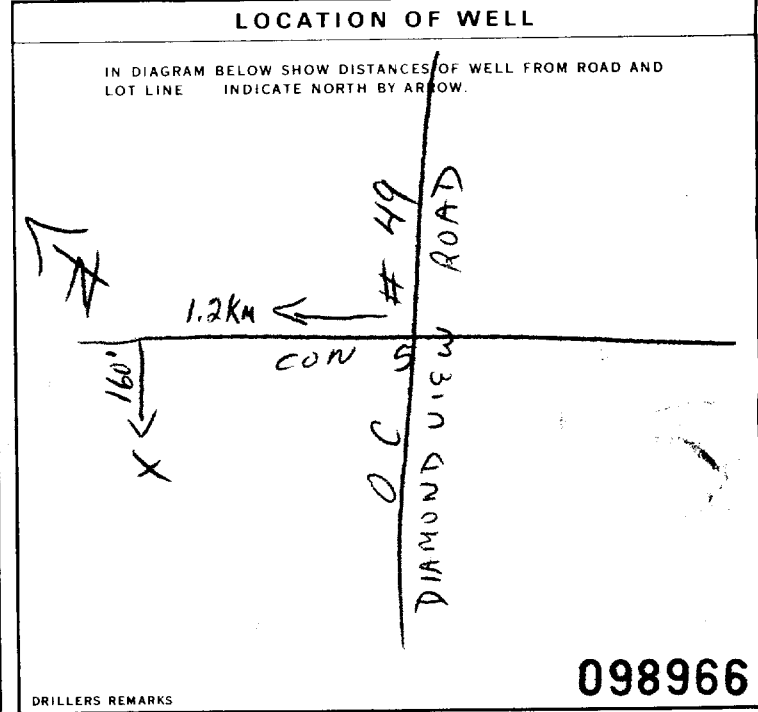 LOCATION OF WELL
IN DIAGRAM BELOW SHOW DISTANCES OF WELL FROM ROAD AND
LOT LINE INDICATE NORTH BY ARROW.
N
# 49
DIAMOND VIEW ROAD
1.2KM
CON 5
160'
X
O C
DRILLERS REMARKS
098966